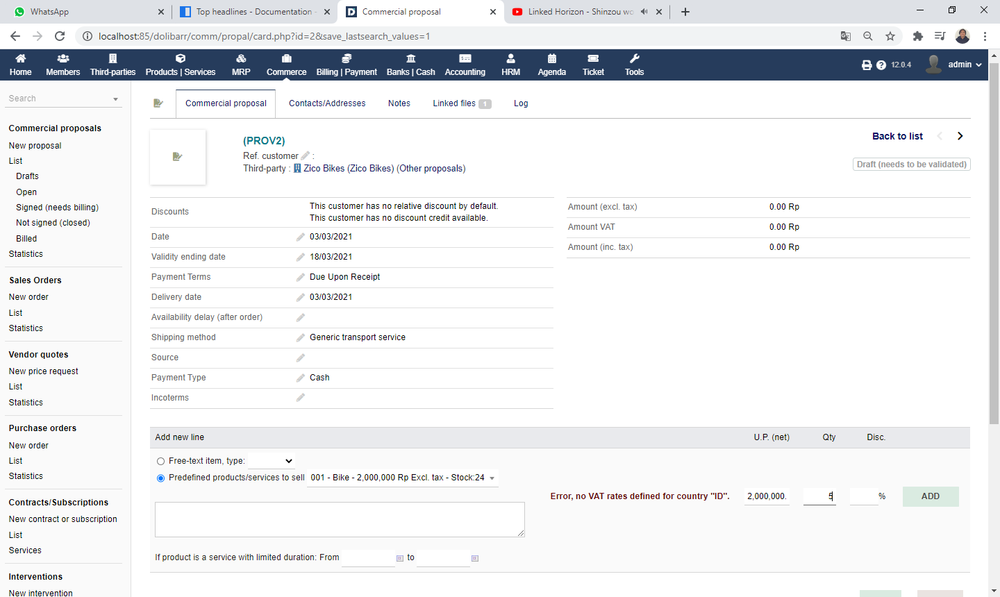 WhatsApp
Top headlines - Documentation -
Commercial proposal
Linked Horizon - Shinzou wo
localhost:85/dolibarr/comm/propal/card.php?id=2&save_lastsearch_values=1
Home Members Third-parties Products | Services MRP Commerce Billing | Payment Banks | Cash Accounting HRM Agenda Ticket Tools
12.0.4 admin
Search
Commercial proposals
New proposal
List
Drafts
Open
Signed (needs billing)
Not signed (closed)
Billed
Statistics
Sales Orders
New order
List
Statistics
Vendor quotes
New price request
List
Statistics
Purchase orders
New order
List
Statistics
Contracts/Subscriptions
New contract or subscription
List
Services
Interventions
New intervention
Commercial proposal Contacts/Addresses Notes Linked files 1 Log
(PROV2)
Ref. customer :
Third-party : Zico Bikes (Zico Bikes) (Other proposals)
Back to list
Draft (needs to be validated)
Discounts This customer has no relative discount by default.
This customer has no discount credit available.
Date 03/03/2021
Validity ending date 18/03/2021
Payment Terms Due Upon Receipt
Delivery date 03/03/2021
Availability delay (after order)
Shipping method Generic transport service
Source
Payment Type Cash
Incoterms
Amount (excl. tax) 0.00 Rp
Amount VAT 0.00 Rp
Amount (inc. tax) 0.00 Rp
Add new line U.P. (net) Qty Disc.
Free-text item, type:
Predefined products/services to sell 001 - Bike - 2,000,000 Rp Excl. tax - Stock:24
Error, no VAT rates defined for country "ID". 2,000,000. 5 % ADD
If product is a service with limited duration: From to